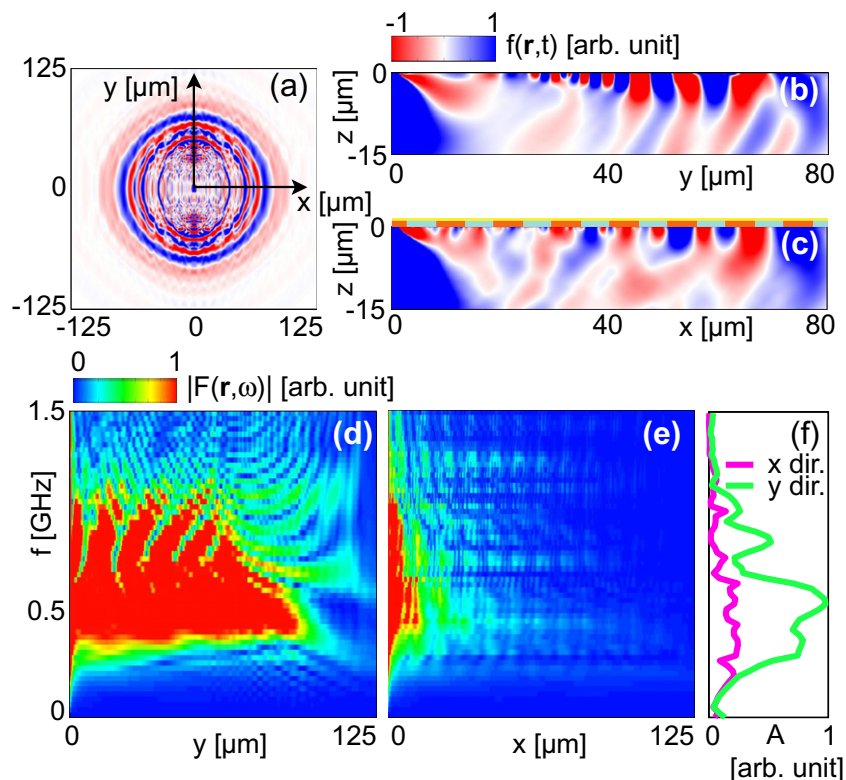 -1 1 f(r,t) [arb. unit]
125
y [µm]
(a)
0
x [µm]
-125
-125 0 125
0
z [µm]
-15
(b)
0 40 y [µm] 80
0
z [µm]
-15
(c)
0 40 x [µm] 80
0 1
|F(r,ω)| [arb. unit]
1.5
f [GHz]
0.5
0
(d)
0 y [µm] 125
(e)
0 x [µm] 125
(f)
x dir.
y dir.
0 A 1
[arb. unit]